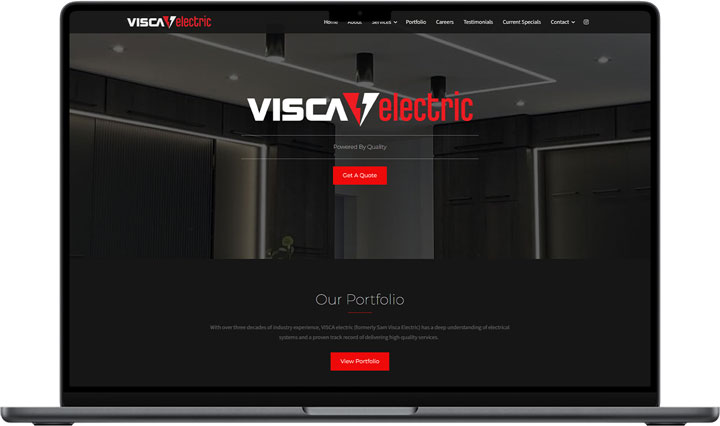 VISCA electric
Home About Services Portfolio Careers Testimonials Current Specials Contact
VISCA electric
Powered By Quality
Get A Quote
Our Portfolio
With over three decades of industry experience, VISCA electric (formerly Sam Visca Electric) has a deep understanding of electrical
systems and a proven track record of delivering high-quality services.
View Portfolio